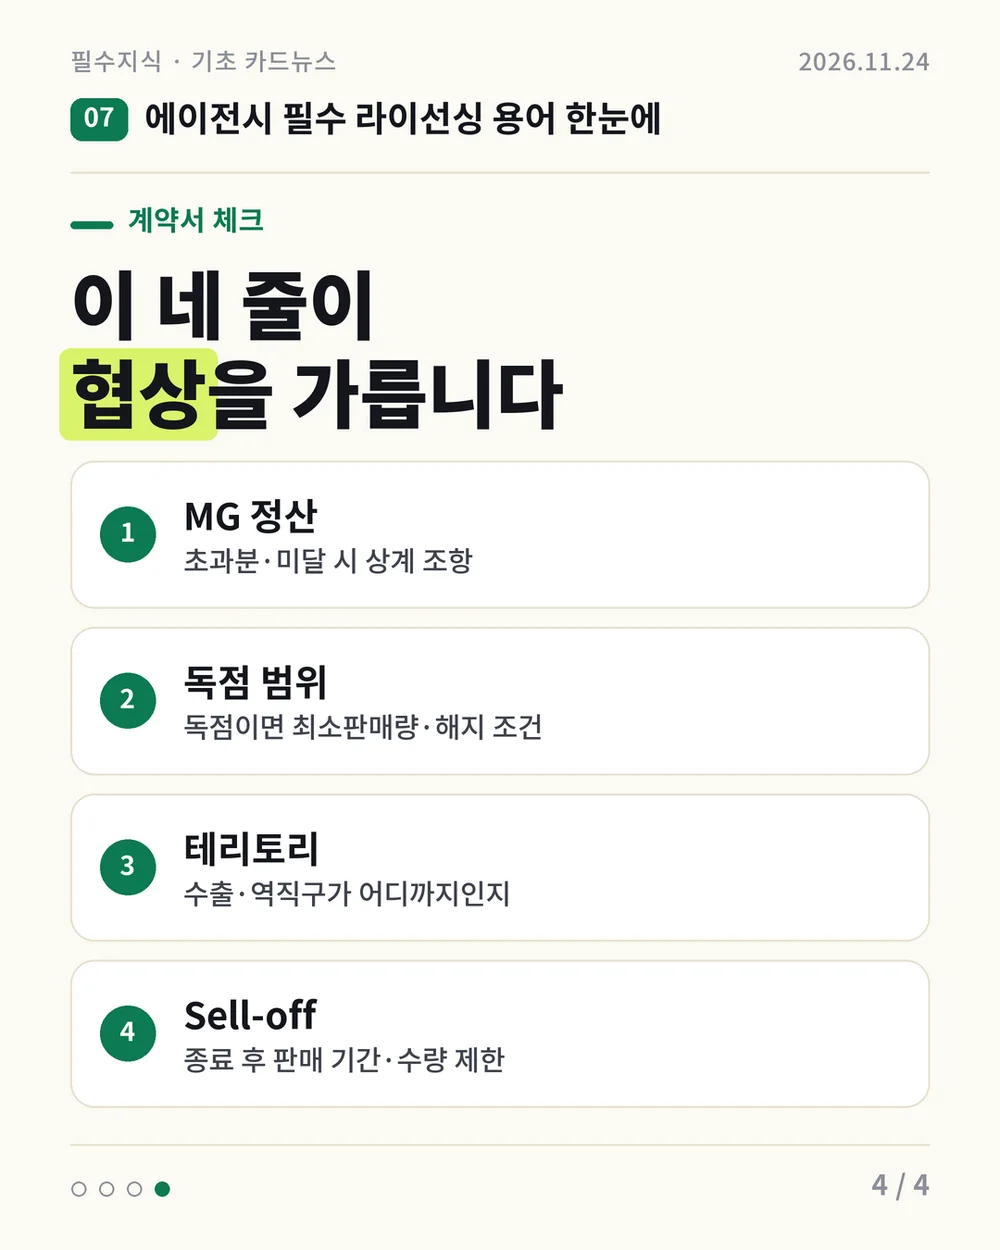 필수지식 · 기초 카드뉴스
2026.11.24
07 에이전시 필수 라이선싱 용어 한눈에
계약서 체크
이 네 줄이
협상을 가릅니다
1
MG 정산
초과분·미달 시 상계 조항
2
독점 범위
독점이면 최소판매량·해지 조건
3
테리토리
수출·역직구가 어디까지인지
4
Sell-off
종료 후 판매 기간·수량 제한
4 / 4